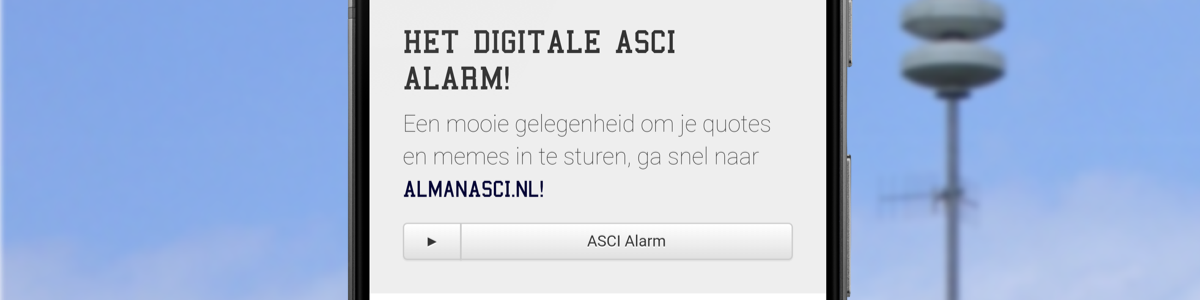 HET DIGITALE ASCI
ALARM!
Een mooie gelegenheid om je quotes
en memes in te sturen, ga snel naar
ALMANASCI.NL!
ASCI Alarm